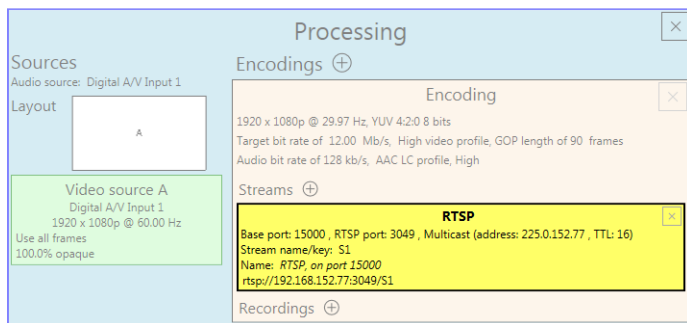 Processing
Sources
Audio source: Digital A/V Input 1
Layout
A
Video source A
Digital A/V Input 1
1920 x 1080p @ 60.00 Hz
Use all frames
100.0% opaque
Encodings
Encoding
1920 x 1080p @ 29.97 Hz, YUV 4:2:0 8 bits
Target bit rate of 12.00 Mb/s, High video profile, GOP length of 90 frames
Audio bit rate of 128 kb/s, AAC LC profile, High
Streams
RTSP
Base port: 15000 , RTSP port: 3049 , Multicast (address: 225.0.152.77 , TTL: 16)
Stream name/key: S1
Name: RTSP, on port 15000
rtsp://192.168.152.77:3049/S1
Recordings